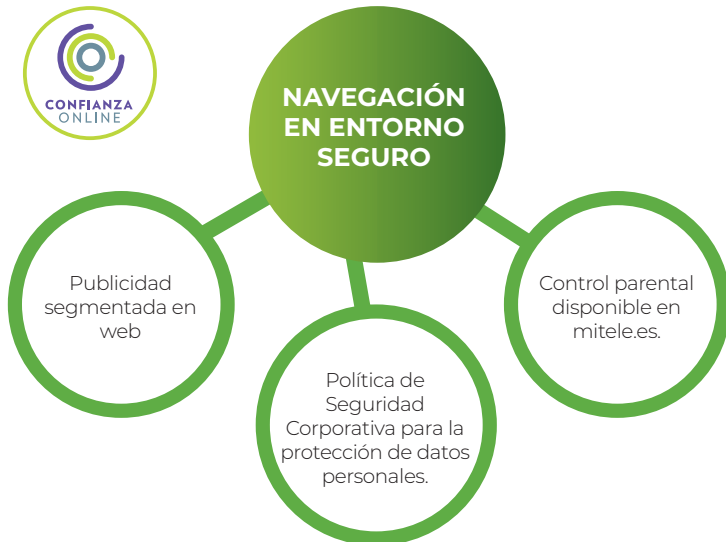 CONFIANZA
ONLINE
NAVEGACIÓN
EN ENTORNO
SEGURO
Publicidad
segmentada en
web
Política de
Seguridad
Corporativa para la
protección de datos
personales.
Control parental
disponible en
mitele.es.